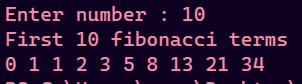 Enter number : 10
First 10 fibonacci terms
0 1 1 2 3 5 8 13 21 34